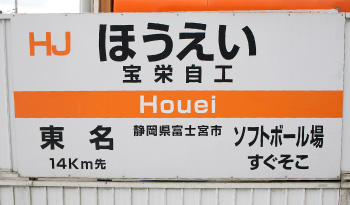 HJ ほうえい
宝栄自工
Houei
東名
14Km先
静岡県富士宮市
ソフトボール場
すぐそこ